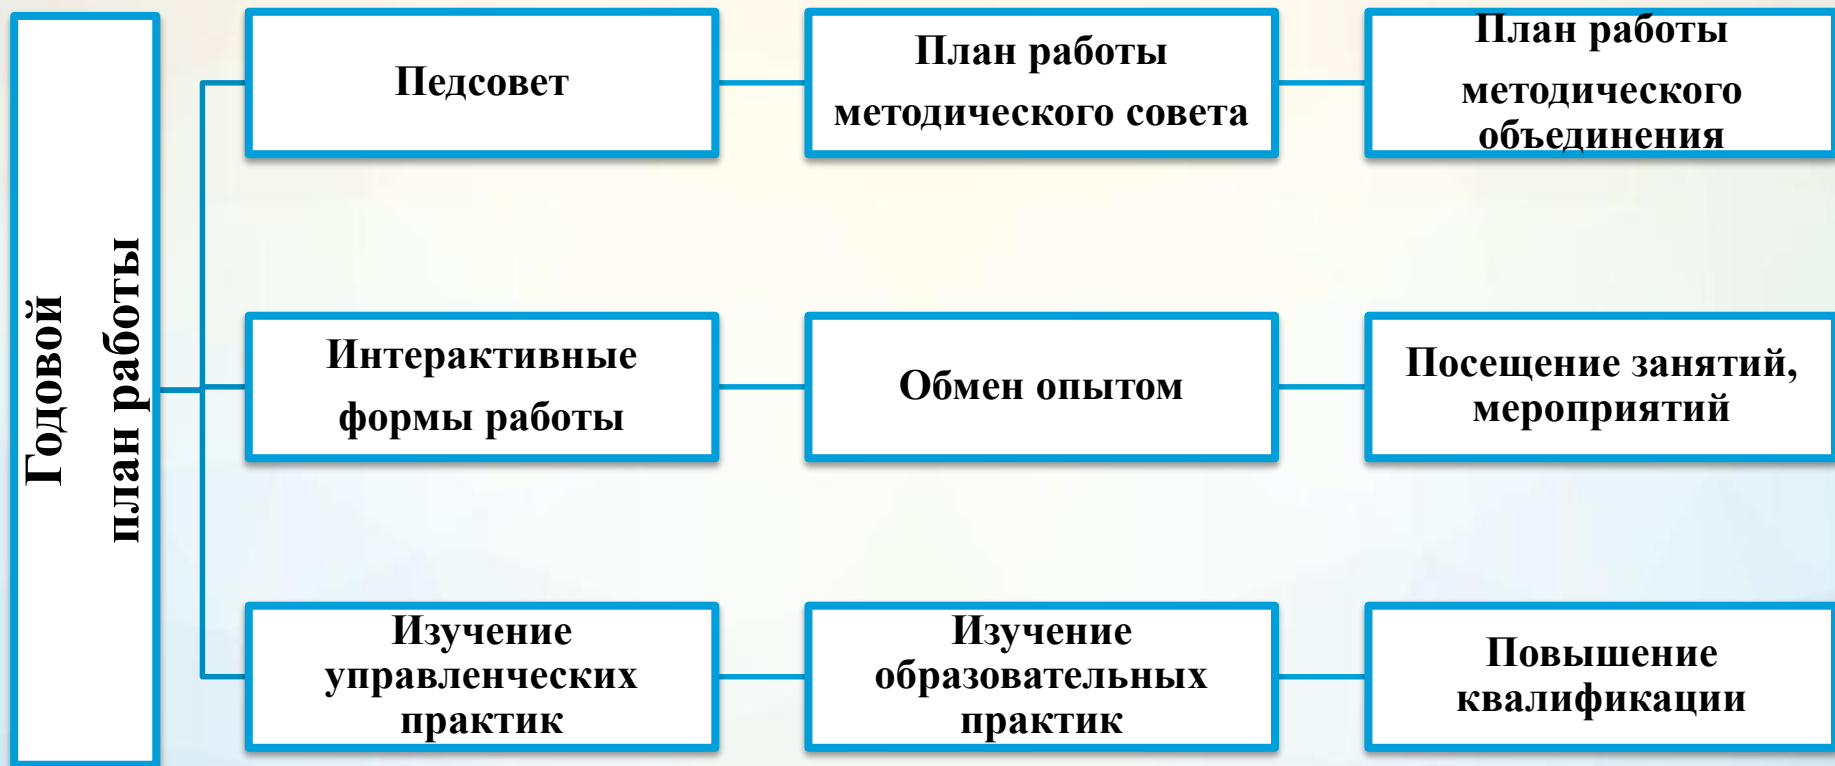 Годовой
план работы
Педсовет
План работы
методического совета
План работы
методического
объединения
Интерактивные
формы работы
Обмен опытом
Посещение занятий,
мероприятий
Изучение
управленческих
практик
Изучение
образовательных
практик
Повышение
квалификации